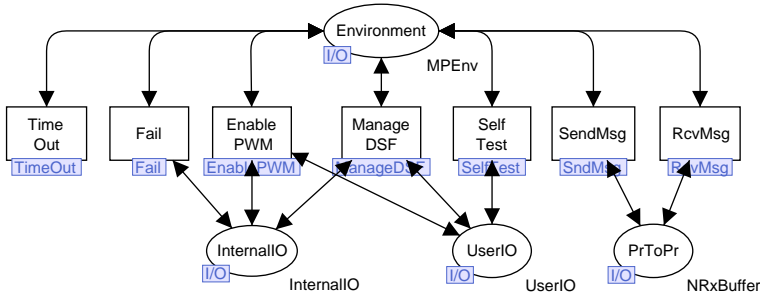 Environment
I/O
MPEnv
Time
Out
Fail
Enable
PWM
Manage
DSF
Self
Test
SendMsg
RcvMsg
TimeOut
Fail
EnablePWM
ManageDSF
SelfTest
SndMsg
RcvMsg
InternalIO
UserIO
PrToPr
I/O
I/O
I/O
InternalIO
UserIO
NRxBuffer